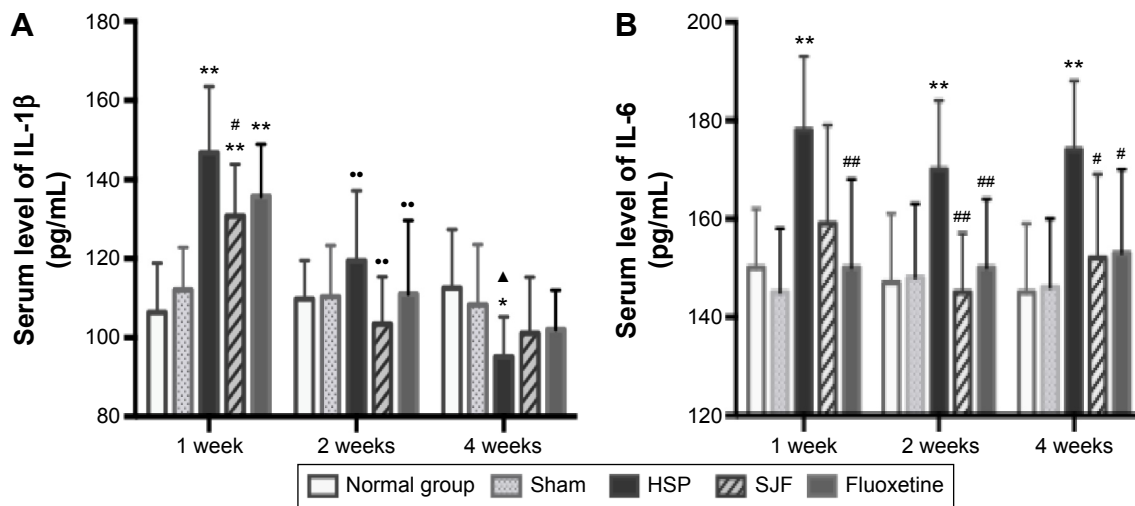 A
Serum level of IL-1β
(pg/mL)
180
160
140
120
100
80
**
#
**
**
••
••
••
▲
*
1 week
2 weeks
4 weeks
B
Serum level of IL-6
(pg/mL)
200
180
160
140
120
**
##
**
##
##
**
#
#
1 week
2 weeks
4 weeks
Normal group
Sham
HSP
SJF
Fluoxetine